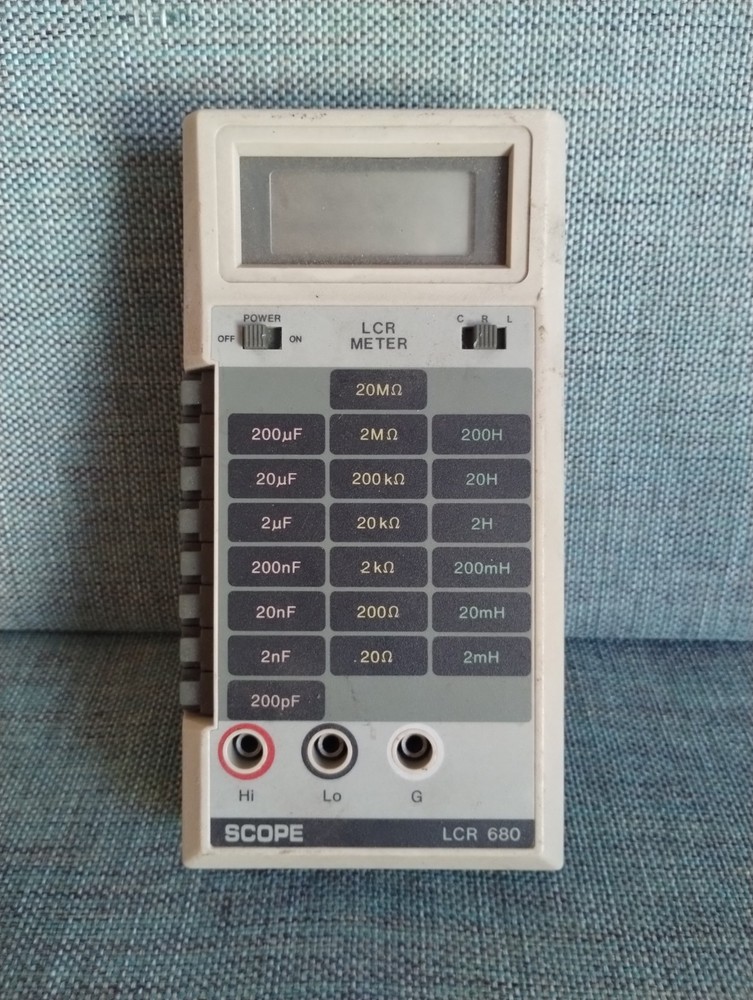 POWER
OFF ON
LCR
METER
C R L
20MΩ
200µF 2MΩ 200H
20µF 200kΩ 20H
2µF 20kΩ 2H
200nF 2kΩ 200mH
20nF 200Ω 20mH
2nF 20Ω 2mH
200pF
Hi Lo G
SCOPE LCR 680